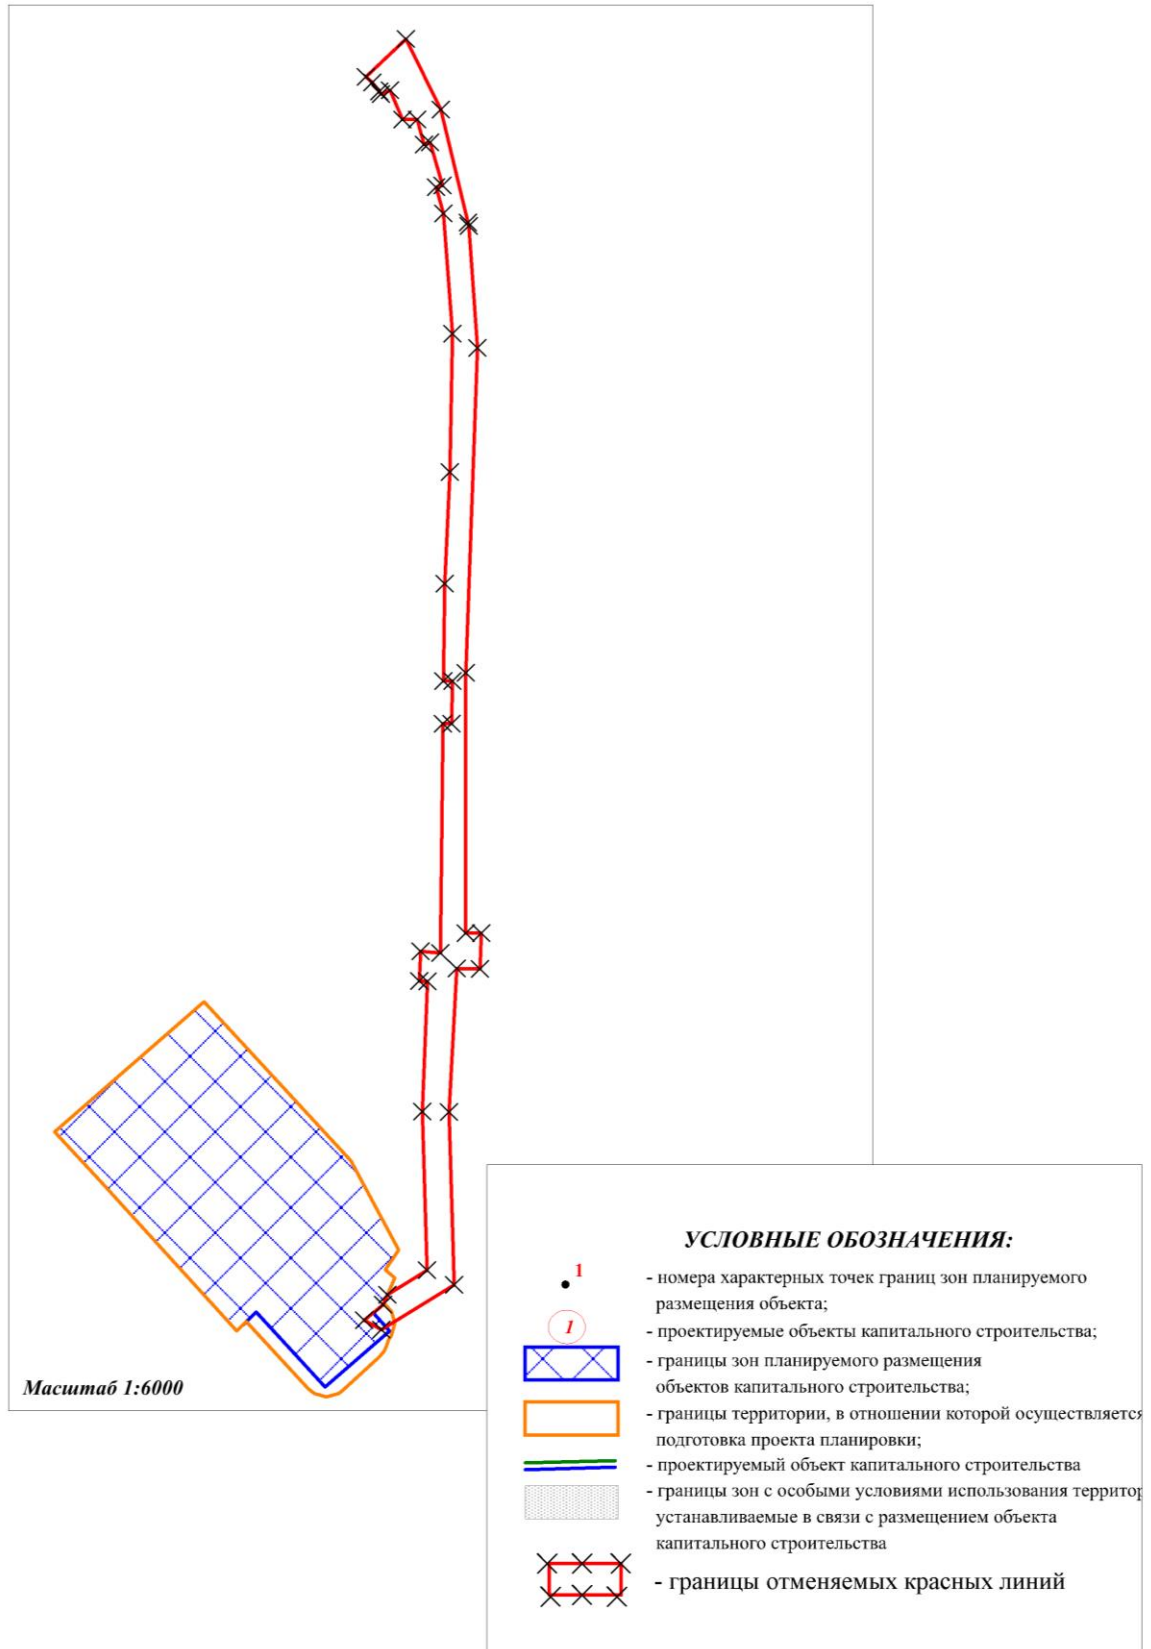 УСЛОВНЫЕ ОБОЗНАЧЕНИЯ:
1
- номера характерных точек границ зон планируемого
размещения объекта;
1
- проектируемые объекты капитального строительства;
- границы зон планируемого размещения
объектов капитального строительства;
- границы территории, в отношении которой осуществляется
подготовка проекта планировки;
- проектируемый объект капитального строительства
- границы зон с особыми условиями использования территор
устанавливаемые в связи с размещением объекта
капитального строительства
- границы отменяемых красных линий
Масштаб 1:6000